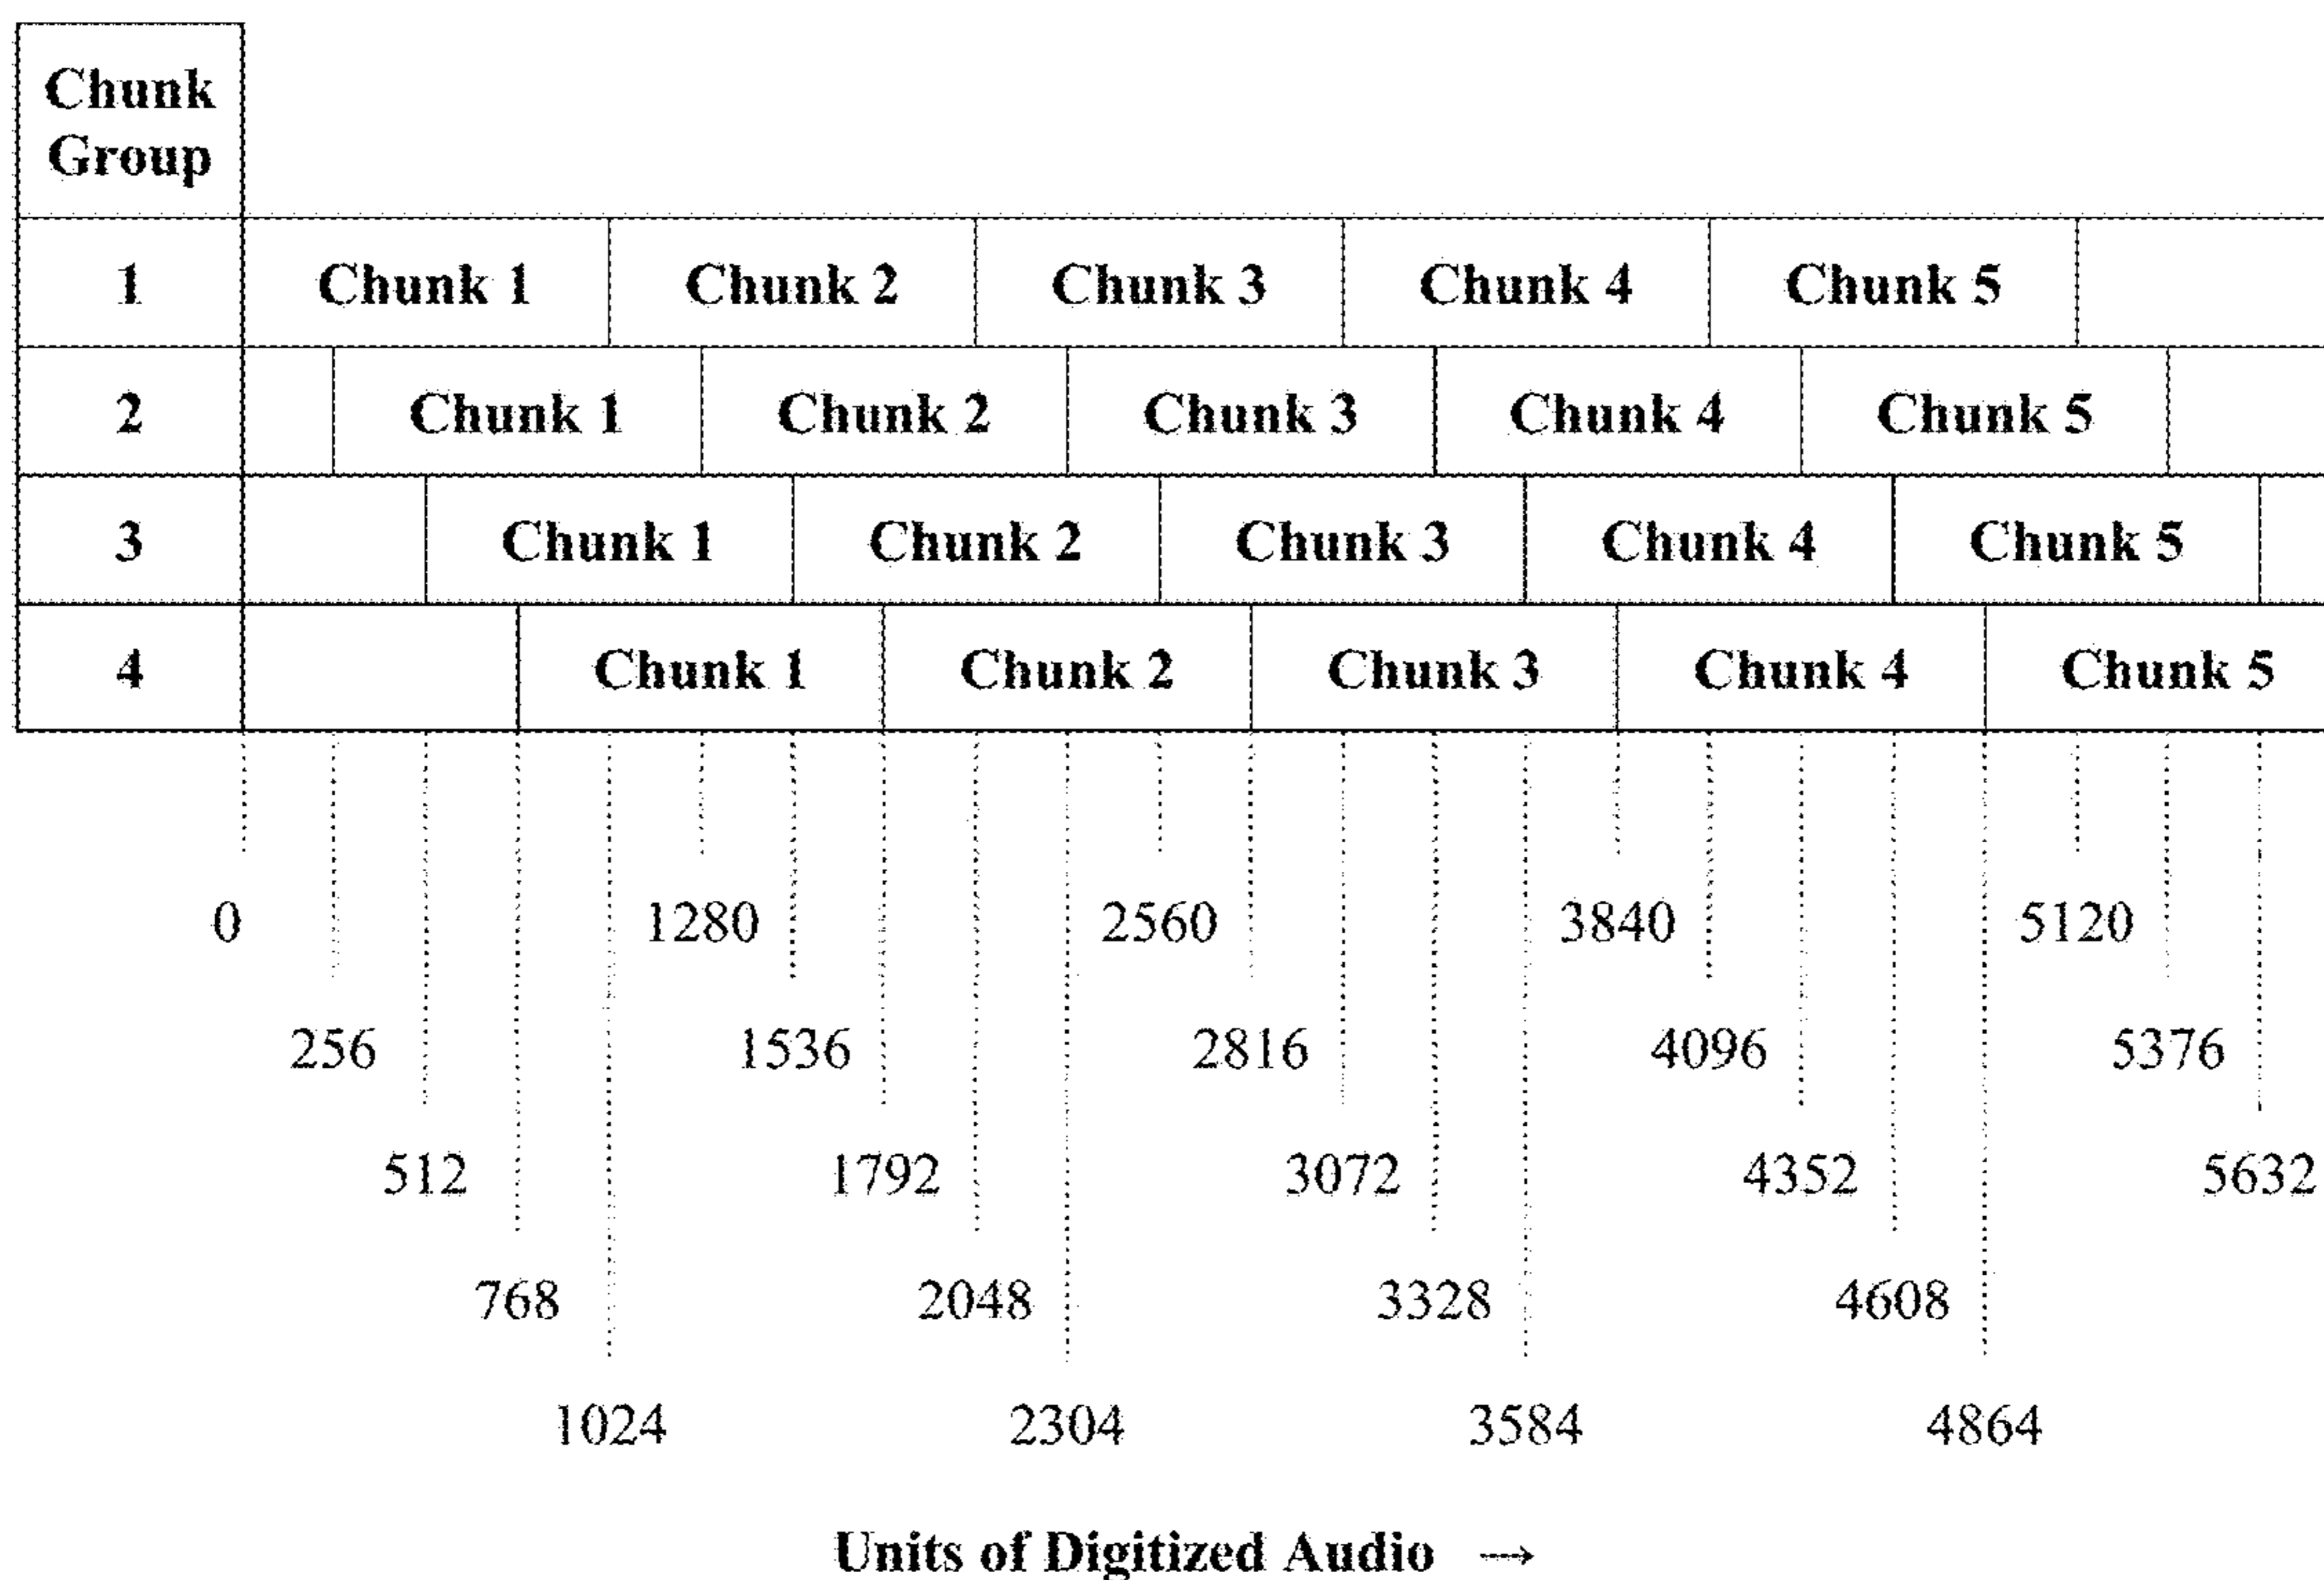 Chunk
Group
1 Chunk 1 Chunk 2 Chunk 3 Chunk 4 Chunk 5
2 Chunk 1 Chunk 2 Chunk 3 Chunk 4 Chunk 5
3 Chunk 1 Chunk 2 Chunk 3 Chunk 4 Chunk 5
4 Chunk 1 Chunk 2 Chunk 3 Chunk 4 Chunk 5
0 1280 2560 3840 5120
256 1536 2816 4096 5376
512 1792 3072 4352 5632
768 2048 3328 4608
1024 2304 3584 4864
Units of Digitized Audio →